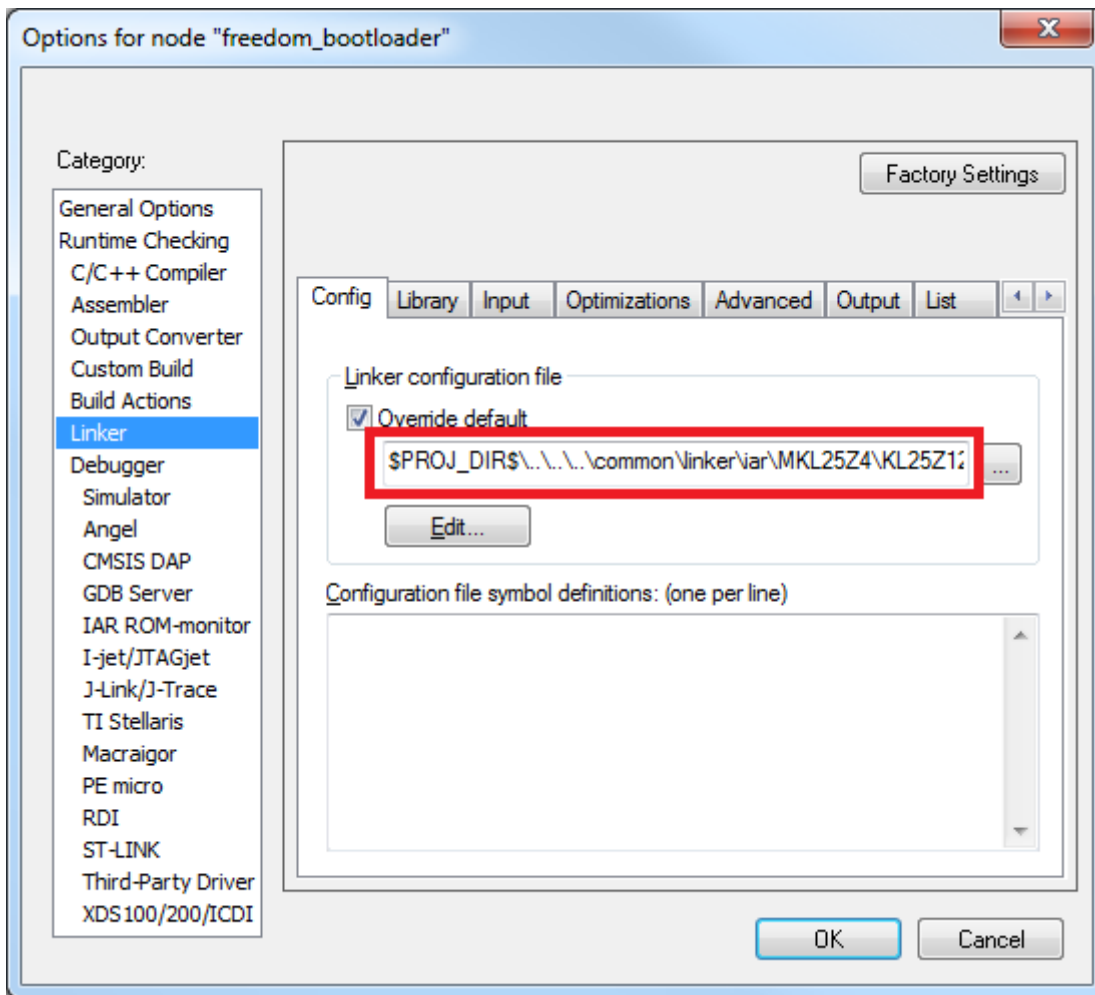 Options for node "freedom_bootloader"
Category:
General Options
Runtime Checking
C/C++ Compiler
Assembler
Output Converter
Custom Build
Build Actions
Linker
Debugger
Simulator
Angel
CMSIS DAP
GDB Server
IAR ROM-monitor
I-jet/JTAGjet
J-Link/J-Trace
TI Stellaris
Macraigor
PE micro
RDI
ST-LINK
Third-Party Driver
XDS100/200/ICDI
Factory Settings
Config Library Input Optimizations Advanced Output List
Linker configuration file
Override default
$PROJ_DIR$\..\..\..\common\linker\iar\MKL25Z4\KL25Z12
...
Edit...
Configuration file symbol definitions: (one per line)
OK Cancel